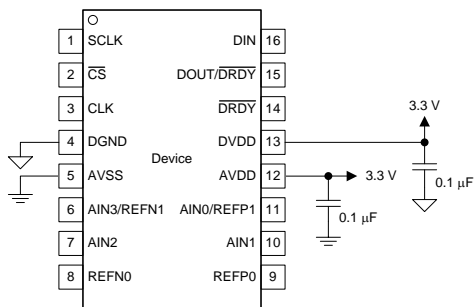 1 SCLK DIN 16
2 CS DOUT/DRDY 15
3 CLK DRDY 14
3.3 V
4 DGND DVDD 13
Device
5 AVSS AVDD 12
3.3 V
0.1 µF
6 AIN3/REFN1 AIN0/REFP1 11
0.1 µF
7 AIN2 AIN1 10
8 REFN0 REFP0 9